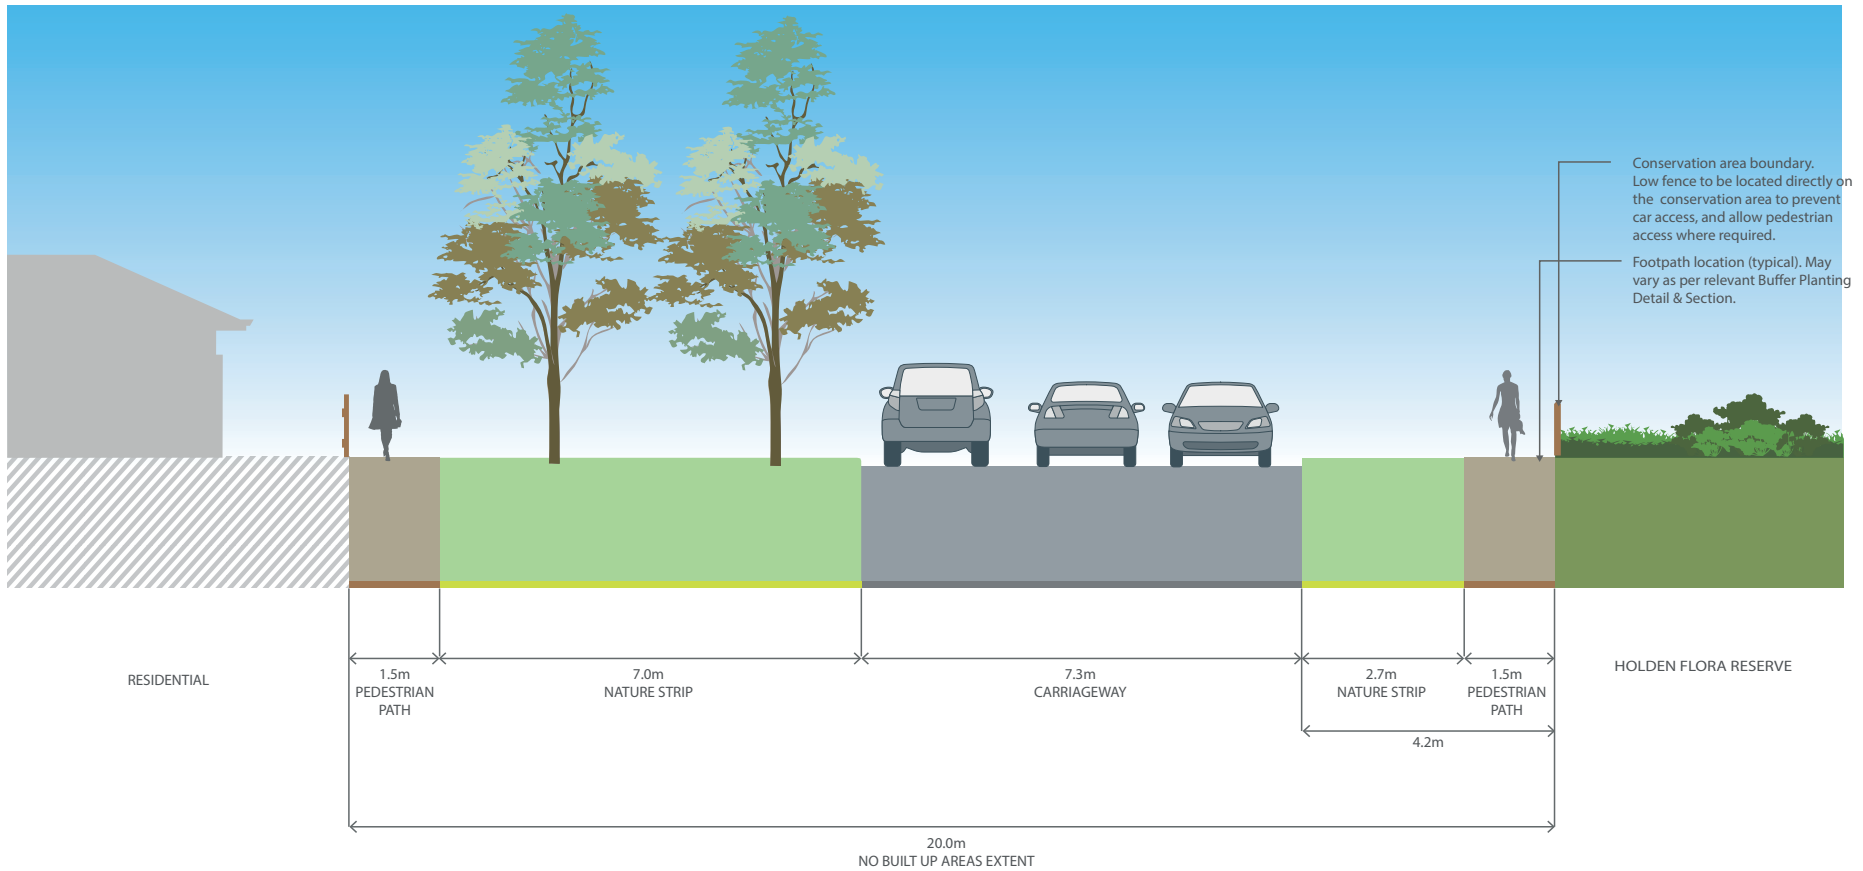 Conservation area boundary.
Low fence to be located directly on
the conservation area to prevent
car access, and allow pedestrian
access where required.
Footpath location (typical). May
vary as per relevant Buffer Planting
Detail & Section.
RESIDENTIAL
1.5m
PEDESTRIAN
PATH
7.0m
NATURE STRIP
7.3m
CARRIAGEWAY
2.7m
NATURE STRIP
1.5m
PEDESTRIAN
PATH
HOLDEN FLORA RESERVE
4.2m
20.0m
NO BUILT UP AREAS EXTENT